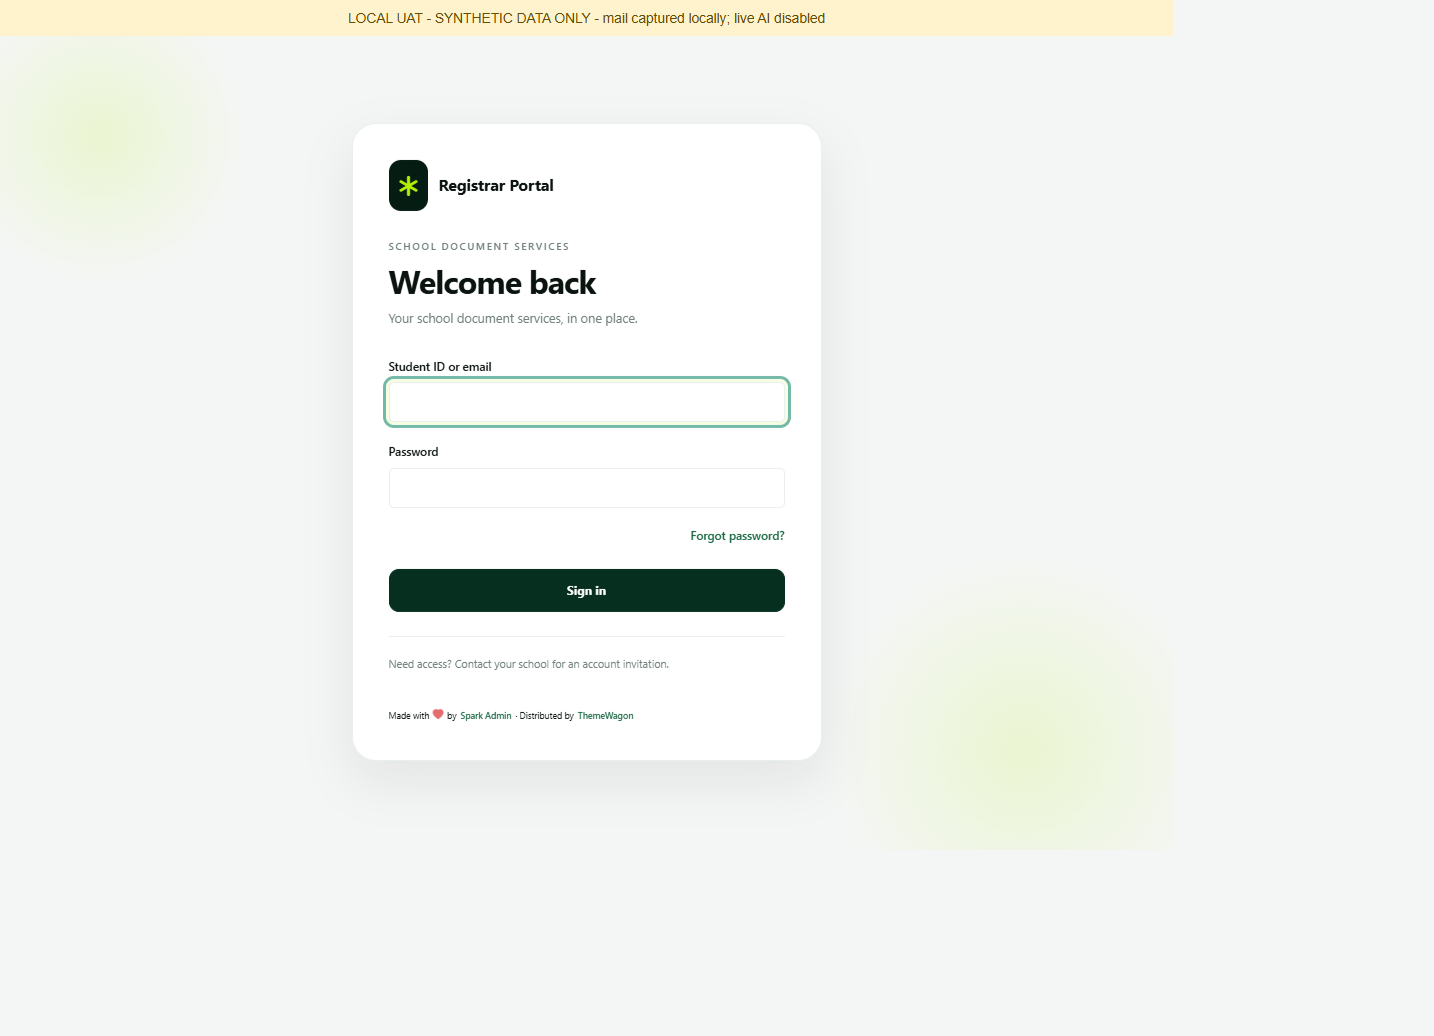 LOCAL UAT - SYNTHETIC DATA ONLY - mail captured locally; live AI disabled
Registrar Portal
SCHOOL DOCUMENT SERVICES
Welcome back
Your school document services, in one place.
Student ID or email
Password
Forgot password?
Sign in
Need access? Contact your school for an account invitation.
Made with ❤ by Spark Admin · Distributed by ThemeWagon